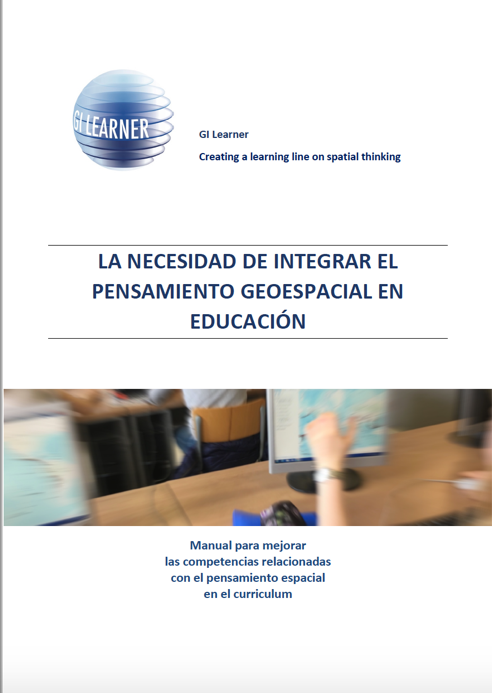 GI LEARNER
GI Learner
Creating a learning line on spatial thinking
LA NECESIDAD DE INTEGRAR EL
PENSAMIENTO GEOESPACIAL EN
EDUCACIÓN
Manual para mejorar
las competencias relacionadas
con el pensamiento espacial
en el curriculum